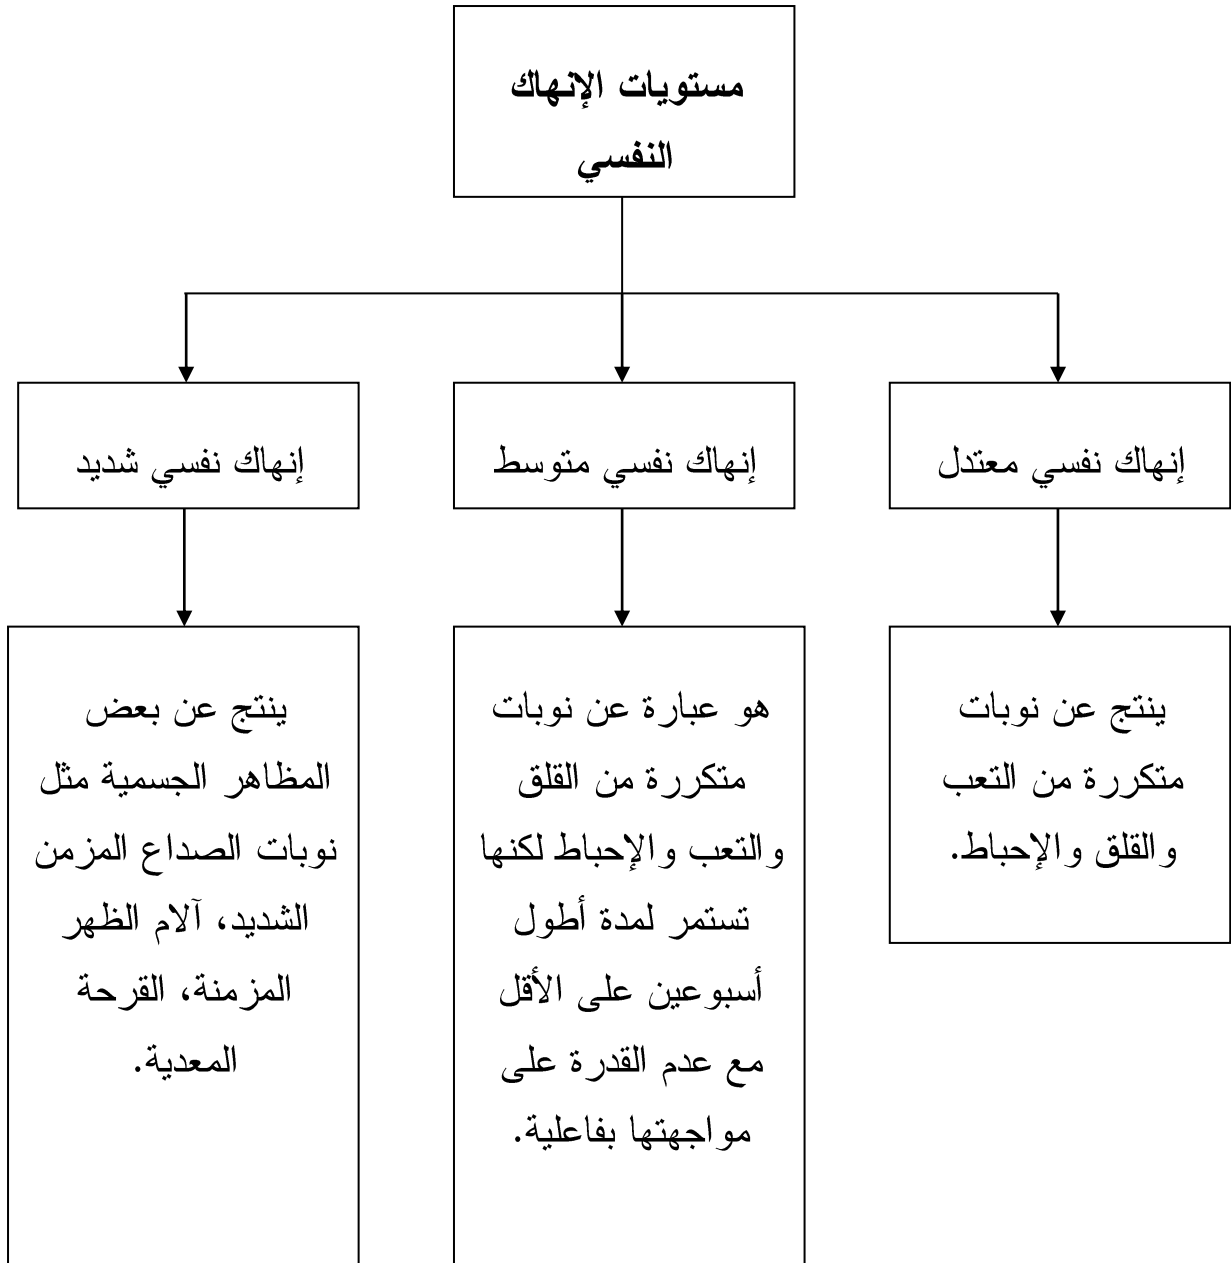 مستويات الإنهاك
النفسي
إنهاك نفسي معتدل
إنهاك نفسي متوسط
إنهاك نفسي شديد
ينتج عن نوبات
متكررة من التعب
والقلق والإحباط.
هو عبارة عن نوبات
متكررة من القلق
والتعب والإحباط لكنها
تستمر لمدة أطول
أسبوعين على الأقل
مع عدم القدرة على
مواجهتها بفاعلية.
ينتج عن بعض
المظاهر الجسمية مثل
نوبات الصداع المزمن
الشديد، آلام الظهر
المزمنة، القرحة
المعدية.